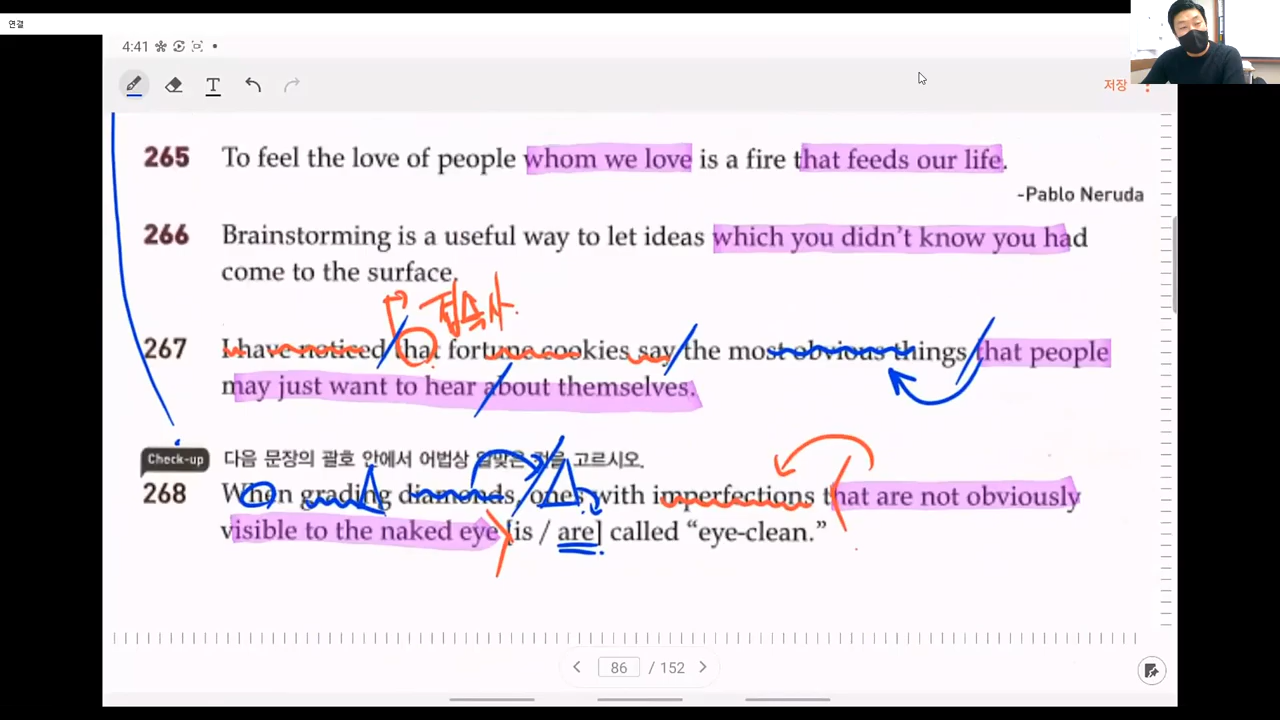 연결
4:41
T
저장
265 To feel the love of people whom we love is a fire that feeds our life.
-Pablo Neruda
266 Brainstorming is a useful way to let ideas which you didn't know you had
come to the surface.
접속사
267 I have noticed that fortune cookies say the most obvious things that people
may just want to hear about themselves.
Check-up 다음 문장의 괄호 안에서 어법상 알맞은 것을 고르시오.
268 When grading diamonds, ones with imperfections that are not obviously
visible to the naked eye [is / are] called “eye-clean.”
86 / 152